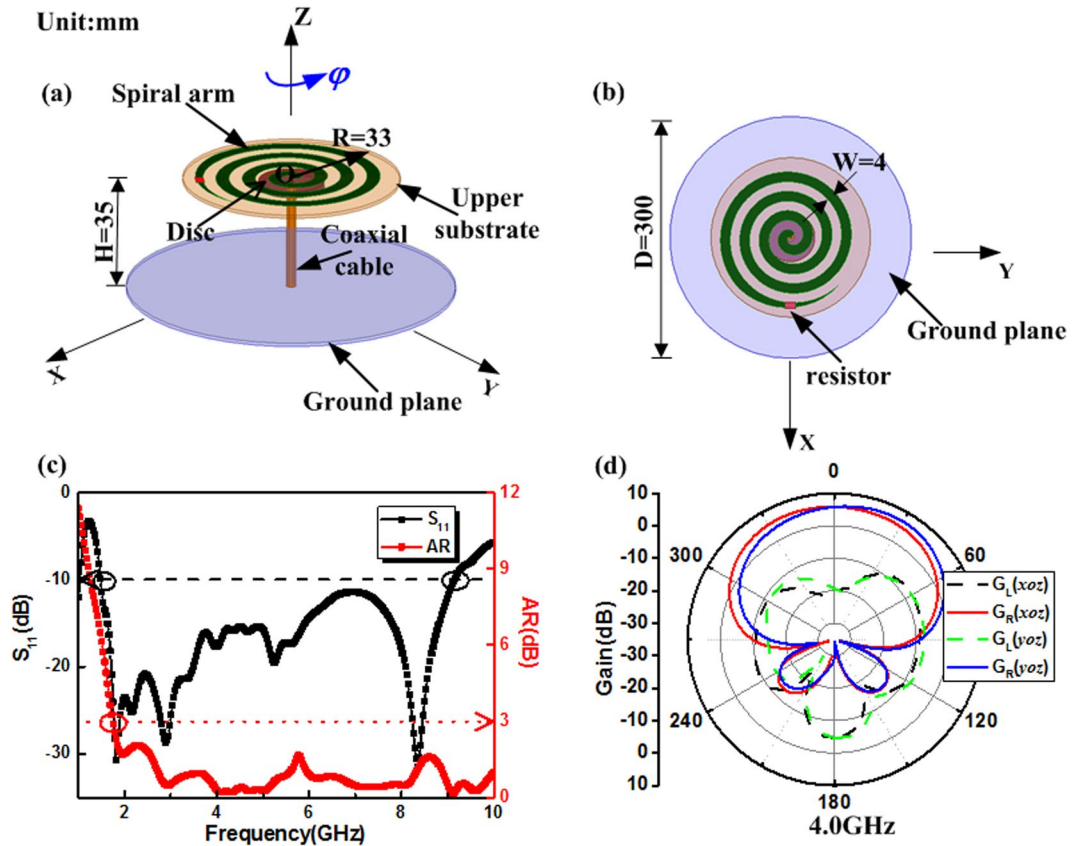 Unit:mm
(a)
Z
φ
Spiral arm
R=33
O
H=35
Disc
Coaxial
cable
Upper
substrate
X
Y
Ground plane
(b)
D=300
W=4
Y
Ground plane
resistor
X
(c)
0
-10
-20
-30
S11(dB)
S11
AR
12
9
6
3
0
AR(dB)
2
4
6
8
10
Frequency(GHz)
(d)
0
10
0
-10
-20
-30
-30
-20
-10
0
10
Gain(dB)
300
60
240
120
180
GL(xoz)
GR(xoz)
GL(yoz)
GR(yoz)
4.0GHz